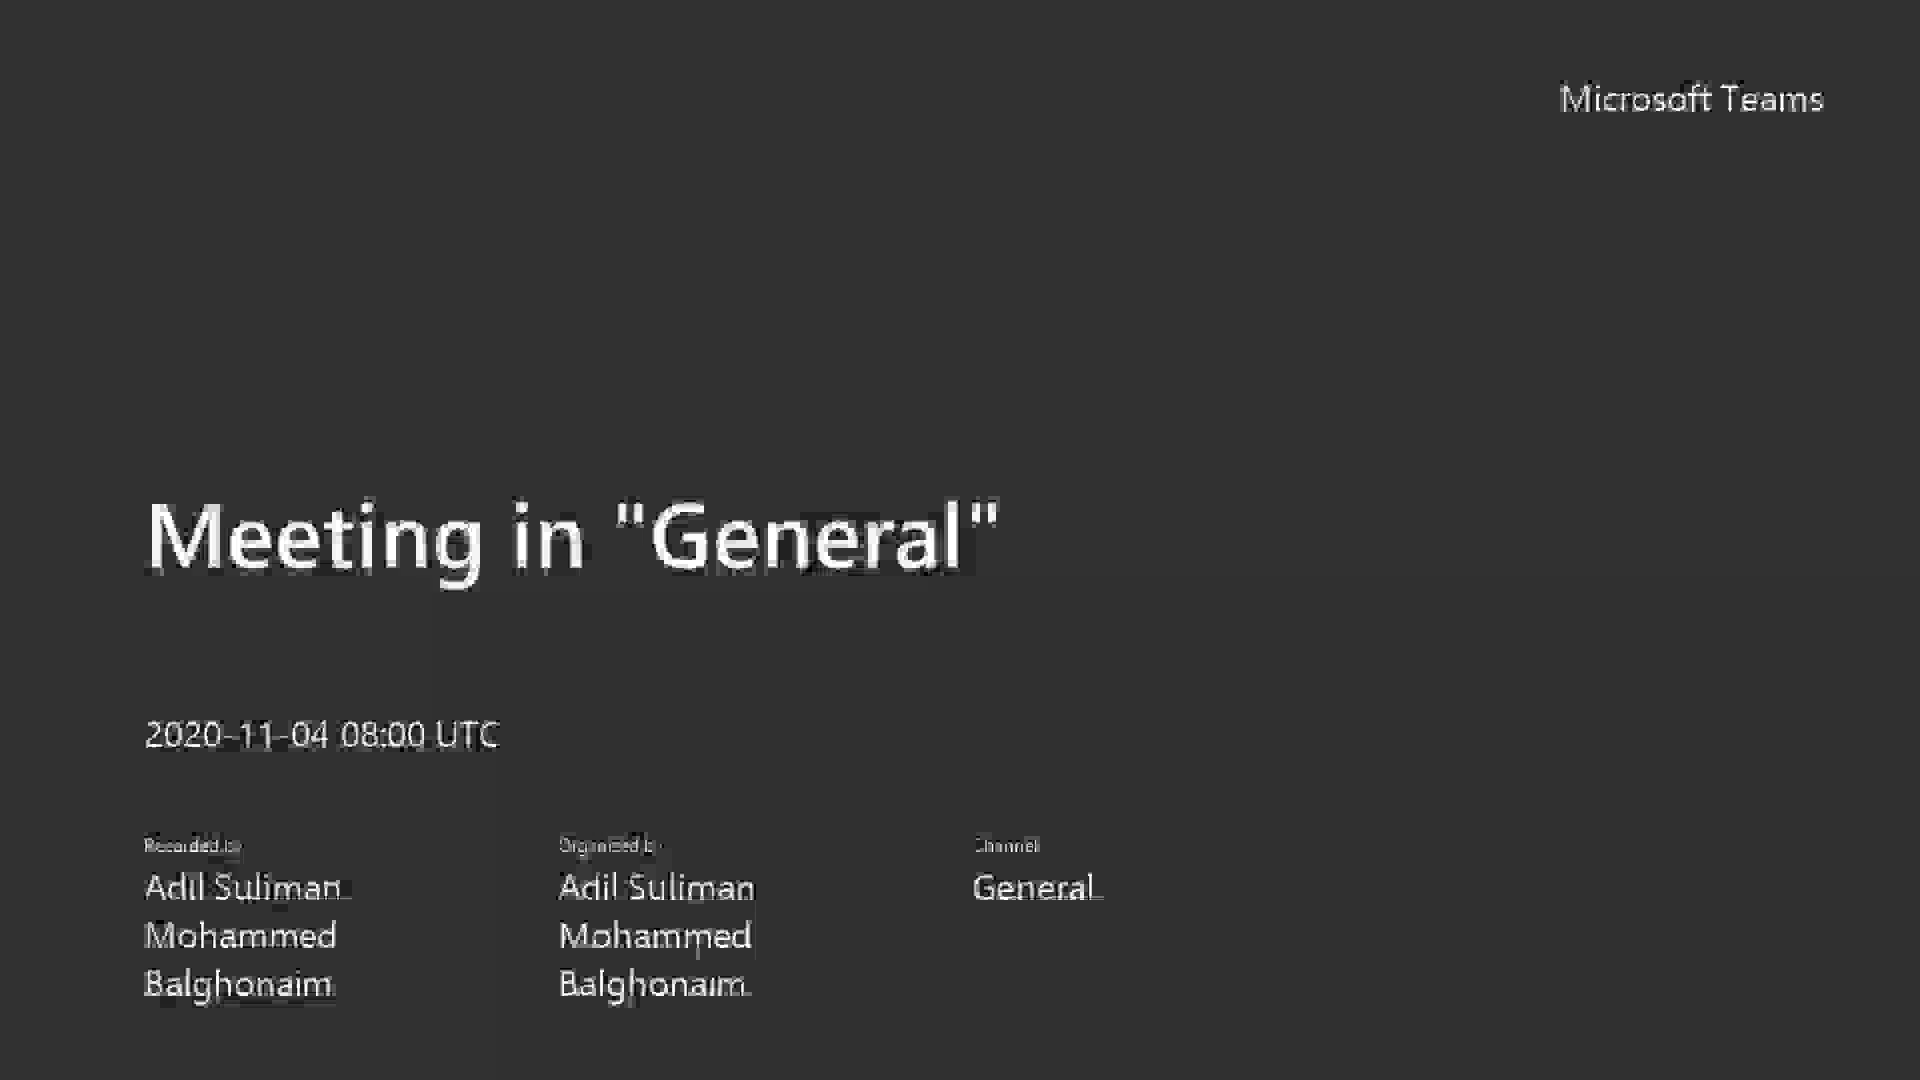 Microsoft Teams
Meeting in "General"
2020-11-04 08:00 UTC
Recorded by
Organized by
Channel
Adil Suliman
Adil Suliman
General
Mohammed
Mohammed
Balghonaim
Balghonaim